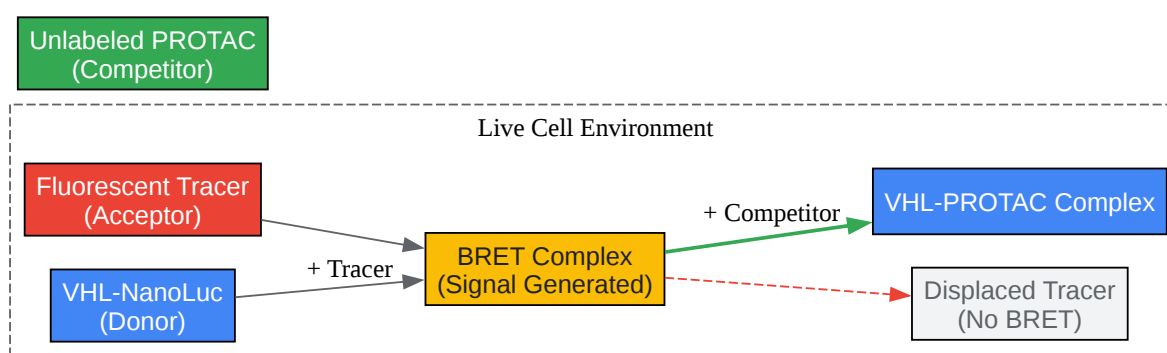 Unlabeled PROTAC
(Competitor)
Live Cell Environment
Fluorescent Tracer
(Acceptor)
+ Competitor
VHL-PROTAC Complex
BRET Complex
(Signal Generated)
+ Tracer
VHL-NanoLuc
(Donor)
Displaced Tracer
(No BRET)